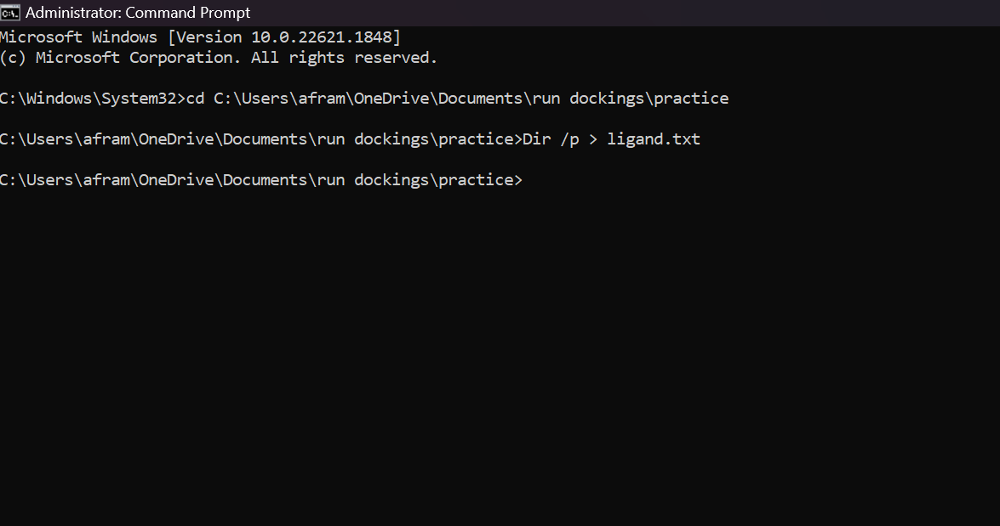 Administrator: Command Prompt
Microsoft Windows [Version 10.0.22621.1848]
(c) Microsoft Corporation. All rights reserved.
C:\Windows\System32>cd C:\Users\afram\OneDrive\Documents\run dockings\practice
C:\Users\afram\OneDrive\Documents\run dockings\practice>Dir /p > ligand.txt
C:\Users\afram\OneDrive\Documents\run dockings\practice>